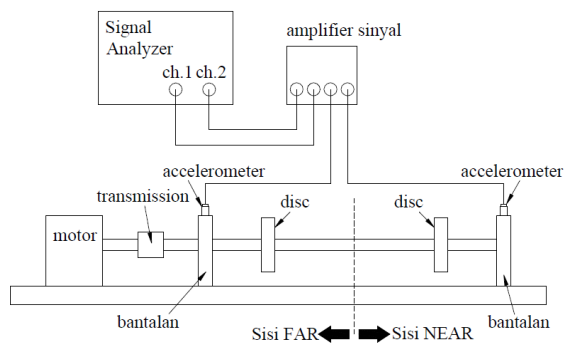 Signal
Analyzer
ch.1 ch.2
amplifier sinyal
accelerometer
accelerometer
transmission
disc
disc
motor
bantalan
bantalan
Sisi FAR
Sisi NEAR